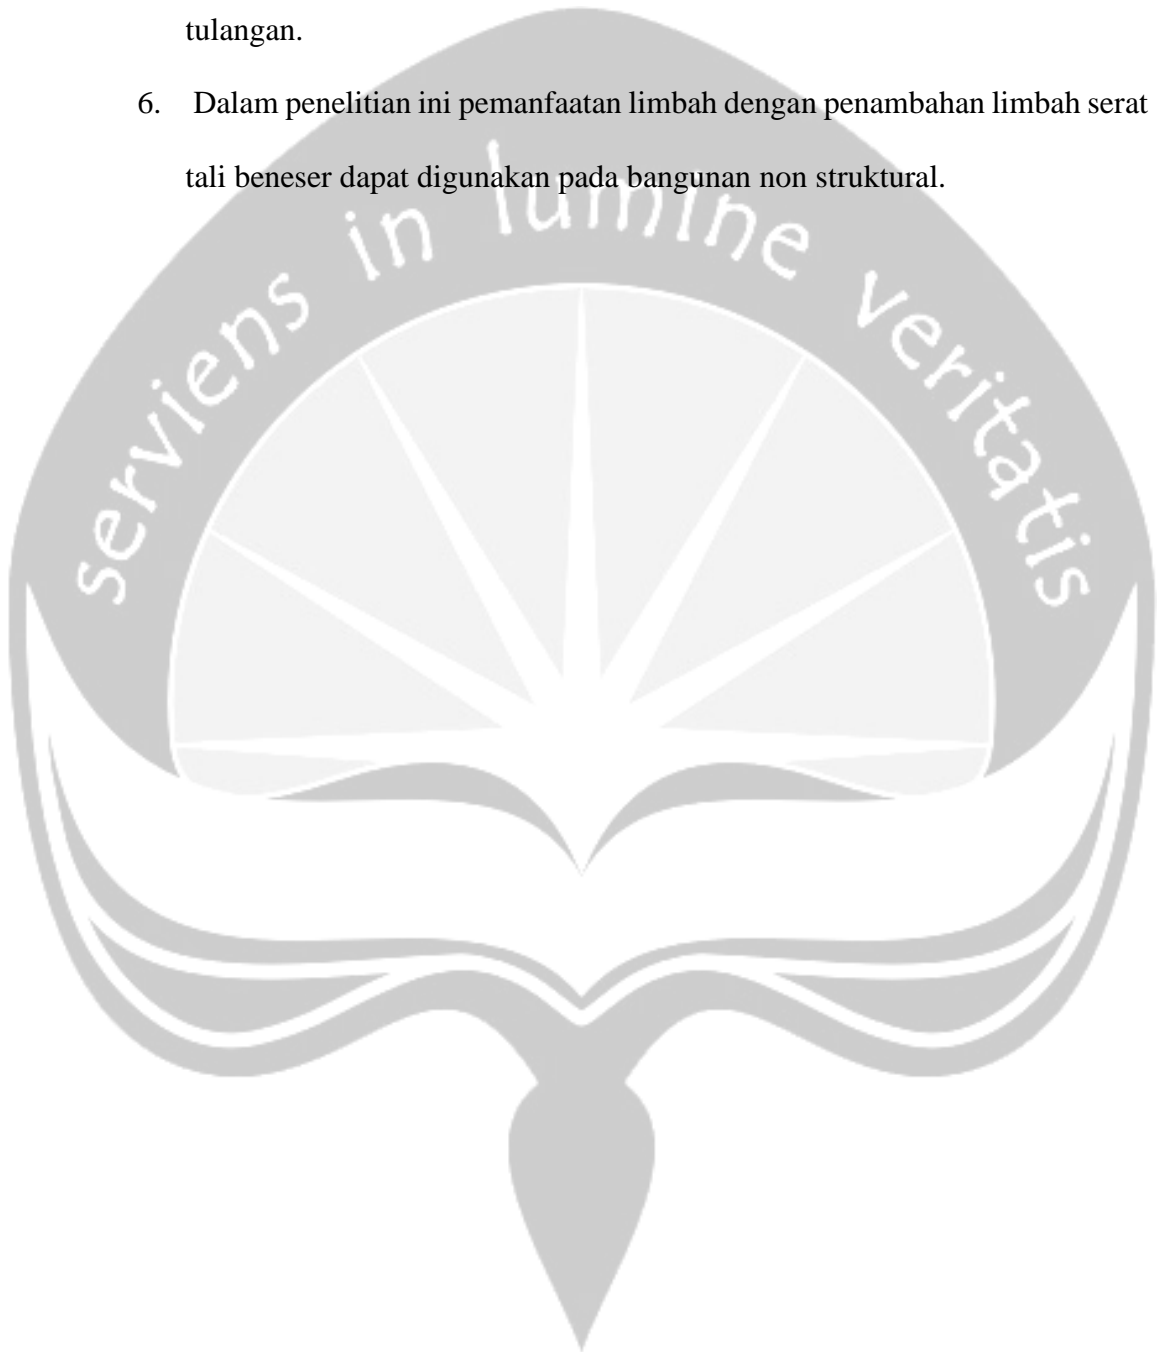 tulangan.
6. Dalam penelitian ini pemanfaatan limbah dengan penambahan limbah serat
tali beneser dapat digunakan pada bangunan non struktural.
serviens in lumine veritatis